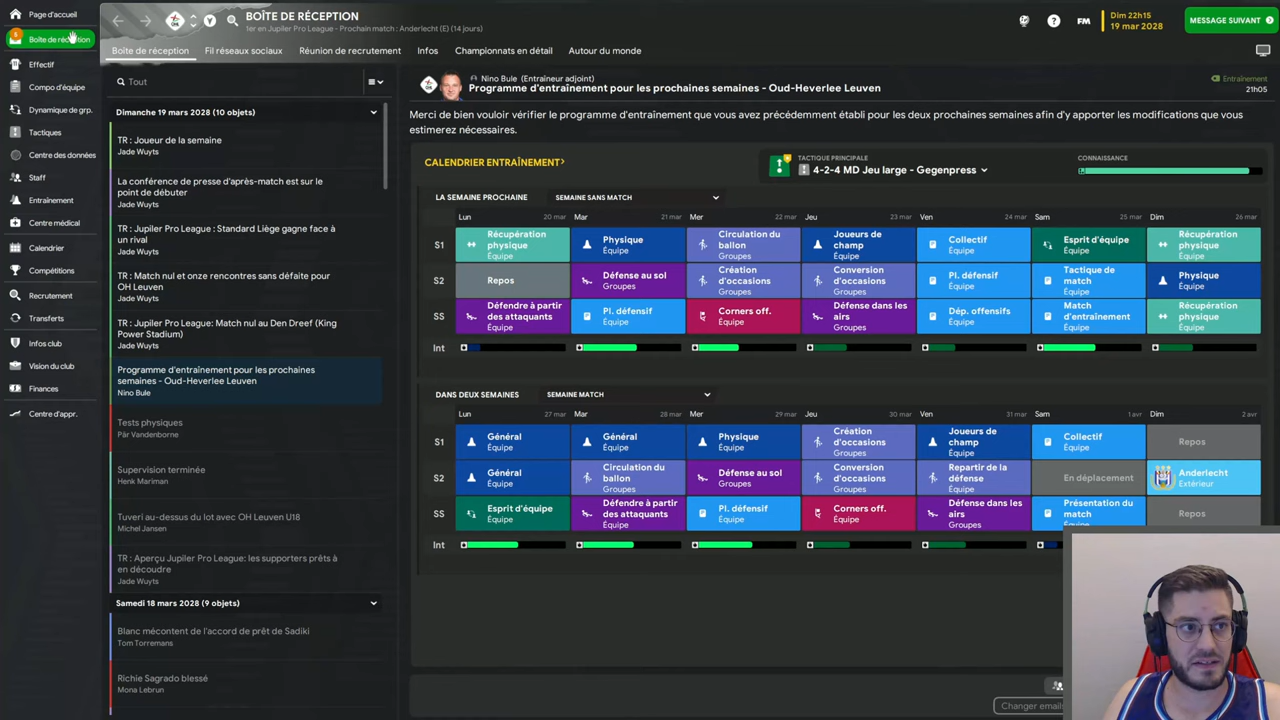 Page d'accueil
Boîte de réception
Effectif
Compo d'équipe
Dynamique de grp.
Tactiques
Centre des données
Staff
Entraînement
Centre médical
Calendrier
Compétitions
Recrutement
Transferts
Infos club
Vision du club
Finances
Centre d'appr.
BOÎTE DE RÉCEPTION
1er en Jupiler Pro League - Prochain match : Anderlecht (E) (14 jours)
FM
Dim 22h15
19 mar 2028
MESSAGE SUIVANT
Boîte de réception
Fil réseaux sociaux
Réunion de recrutement
Infos
Championnats en détail
Autour du monde
Tout
Dimanche 19 mars 2028 (10 objets)
TR : Joueur de la semaine
Jade Wuyts
La conférence de presse d'après-match est sur le
point de débuter
Jade Wuyts
TR : Jupiler Pro League : Standard Liège gagne face à
un rival
Jade Wuyts
TR : Match nul et onze rencontres sans défaite pour
OH Leuven
Jade Wuyts
TR : Jupiler Pro League: Match nul au Den Dreef (King
Power Stadium)
Jade Wuyts
Programme d'entraînement pour les prochaines
semaines - Oud-Heverlee Leuven
Nino Bule
Tests physiques
Pär Vandenborne
Supervision terminée
Henk Mariman
Tuveri au-dessus du lot avec OH Leuven U18
Michel Jansen
TR : Aperçu Jupiler Pro League: les supporters prêts à
en découdre
Jade Wuyts
Samedi 18 mars 2028 (9 objets)
Blanc mécontent de l'accord de prêt de Sadiki
Tom Torremans
Richie Sagrado blessé
Mona Lebrun
Nino Bule (Entraîneur adjoint)
Programme d'entraînement pour les prochaines semaines - Oud-Heverlee Leuven
Entraînement
21h05
Merci de bien vouloir vérifier le programme d'entraînement que vous avez précédemment établi pour les deux prochaines semaines afin d'y apporter les modifications que vous
estimerez nécessaires.
CALENDRIER ENTRAÎNEMENT>
TACTIQUE PRINCIPALE
4-2-4 MD Jeu large - Gegenpress
CONNAISSANCE
LA SEMAINE PROCHAINE
SEMAINE SANS MATCH
Lun 20 mar
Mar 21 mar
Mer 22 mar
Jeu 23 mar
Ven 24 mar
Sam 25 mar
Dim 26 mar
S1
Récupération physique Équipe
Physique Équipe
Circulation du ballon Groupes
Joueurs de champ Équipe
Collectif Équipe
Esprit d'équipe Équipe
Récupération physique Équipe
S2
Repos
Défense au sol Groupes
Création d'occasions Groupes
Conversion d'occasions Groupes
Pl. défensif Équipe
Tactique de match Équipe
Physique Équipe
SS
Défendre à partir des attaquants Groupes
Pl. défensif Équipe
Corners off. Équipe
Défense dans les airs Groupes
Dép. offensifs Équipe
Match d'entraînement Équipe
Récupération physique Équipe
Int
DANS DEUX SEMAINES
SEMAINE MATCH
Lun 27 mar
Mar 28 mar
Mer 29 mar
Jeu 30 mar
Ven 31 mar
Sam 1 avr
Dim 2 avr
S1
Général Équipe
Général Équipe
Physique Équipe
Création d'occasions Groupes
Joueurs de champ Équipe
Collectif Équipe
Repos
S2
Général Équipe
Circulation du ballon Groupes
Défense au sol Groupes
Conversion d'occasions Groupes
Repartir de la défense Groupes
En déplacement
Anderlecht Extérieur
SS
Esprit d'équipe Équipe
Défendre à partir des attaquants Équipe
Pl. défensif Équipe
Corners off. Équipe
Défense dans les airs Groupes
Présentation du match Équipe
Repos
Int
Changer emails